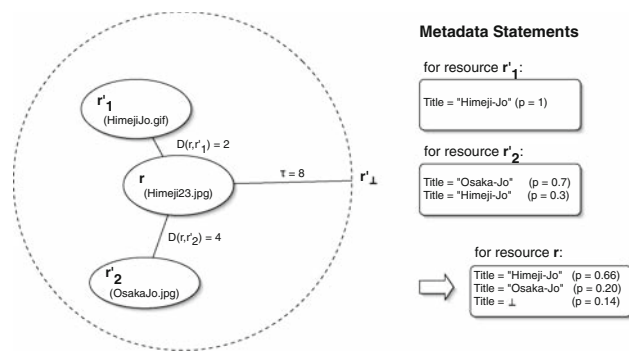 r'1
(HimejiJo.gif)
D(r,r'1) = 2
r
(Himeji23.jpg)
τ = 8
r'⊥
D(r,r'2) = 4
r'2
(OsakaJo.jpg)
Metadata Statements
for resource r'1:
Title = "Himeji-Jo" (p = 1)
for resource r'2:
Title = "Osaka-Jo" (p = 0.7)
Title = "Himeji-Jo" (p = 0.3)
for resource r:
Title = "Himeji-Jo" (p = 0.66)
Title = "Osaka-Jo" (p = 0.20)
Title = ⊥ (p = 0.14)